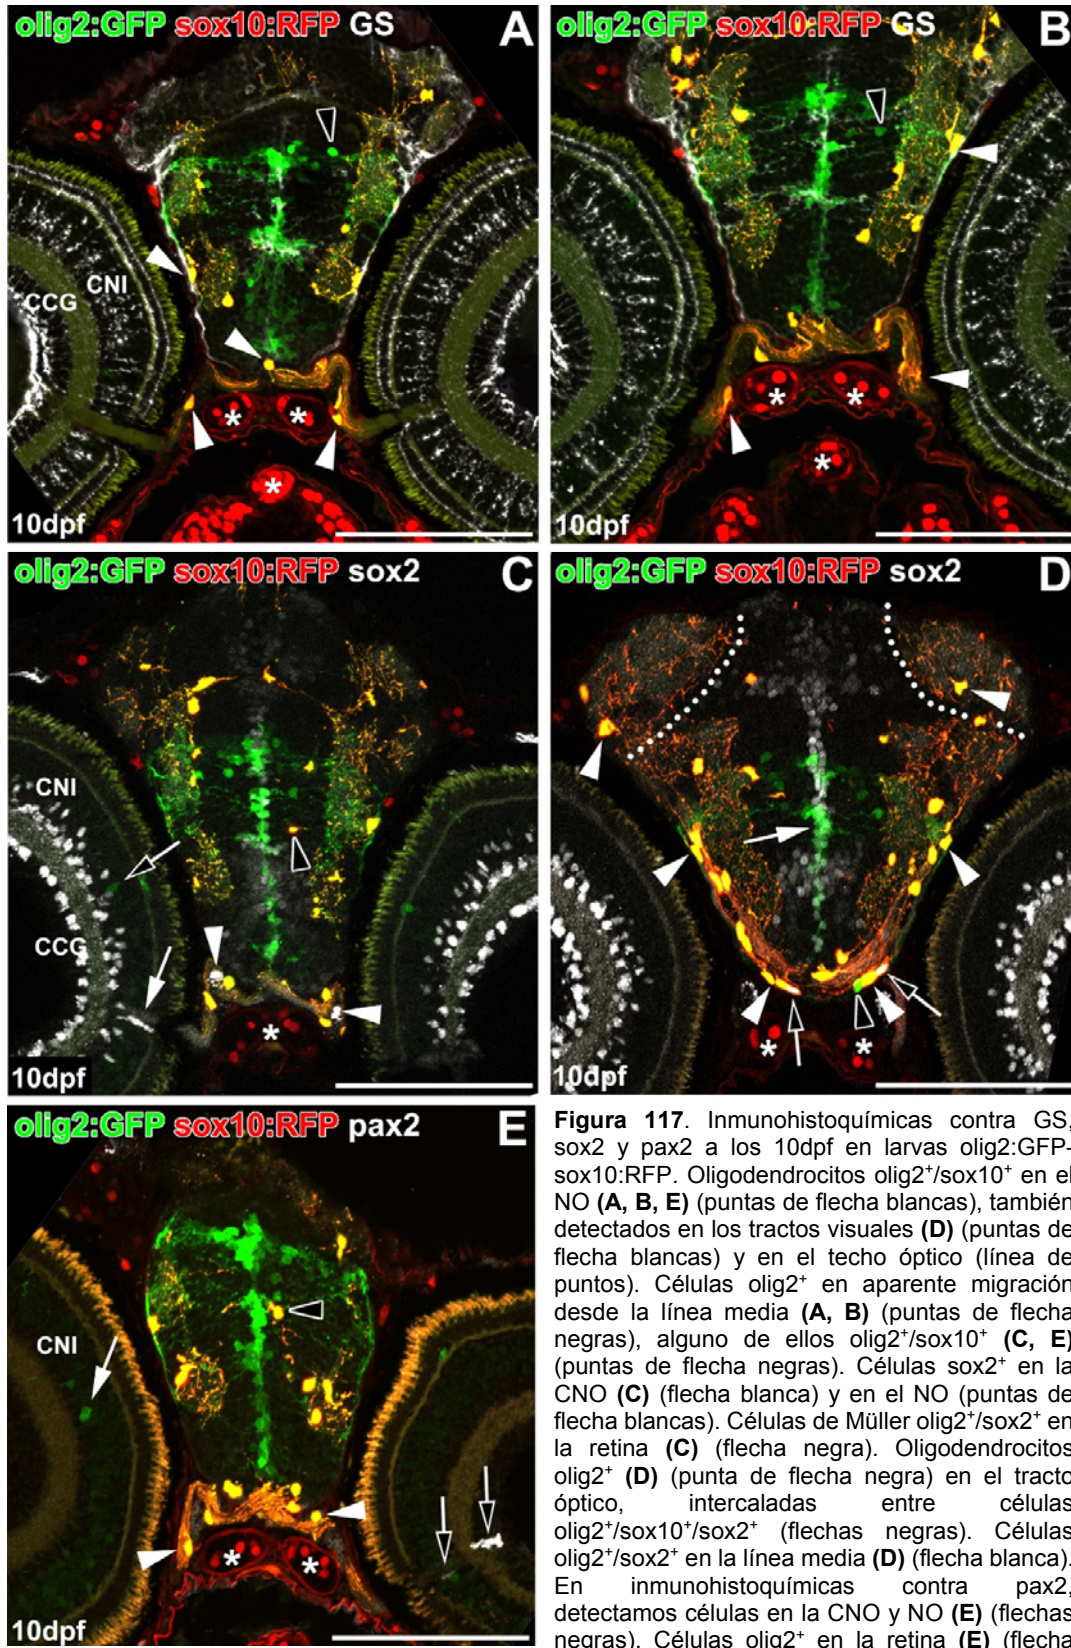 olig2:GFP sox10:RFP GS A
CNI
CCG
*
*
*
10dpf
olig2:GFP sox10:RFP GS B
*
*
*
10dpf
olig2:GFP sox10:RFP sox2 C
CNI
CCG
*
10dpf
olig2:GFP sox10:RFP sox2 D
*
*
10dpf
olig2:GFP sox10:RFP pax2 E
CNI
*
*
10dpf
Figura 117. Inmunohistoquímicas contra GS,
sox2 y pax2 a los 10dpf en larvas olig2:GFP-
sox10:RFP. Oligodendrocitos olig2⁺/sox10⁺ en el
NO (A, B, E) (puntas de flecha blancas), también
detectados en los tractos visuales (D) (puntas de
flecha blancas) y en el techo óptico (línea de
puntos). Células olig2⁺ en aparente migración
desde la línea media (A, B) (puntas de flecha
negras), alguno de ellos olig2⁺/sox10⁺ (C, E)
(puntas de flecha negras). Células sox2⁺ en la
CNO (C) (flecha blanca) y en el NO (puntas de
flecha blancas). Células de Müller olig2⁺/sox2⁺ en
la retina (C) (flecha negra). Oligodendrocitos
olig2⁺ (D) (punta de flecha negra) en el tracto
óptico, intercaladas entre células
olig2⁺/sox10⁺/sox2⁺ (flechas negras). Células
olig2⁺/sox2⁺ en la línea media (D) (flecha blanca).
En inmunohistoquímicas contra pax2,
detectamos células en la CNO y NO (E) (flechas
negras). Células olig2⁺ en la retina (E) (flecha